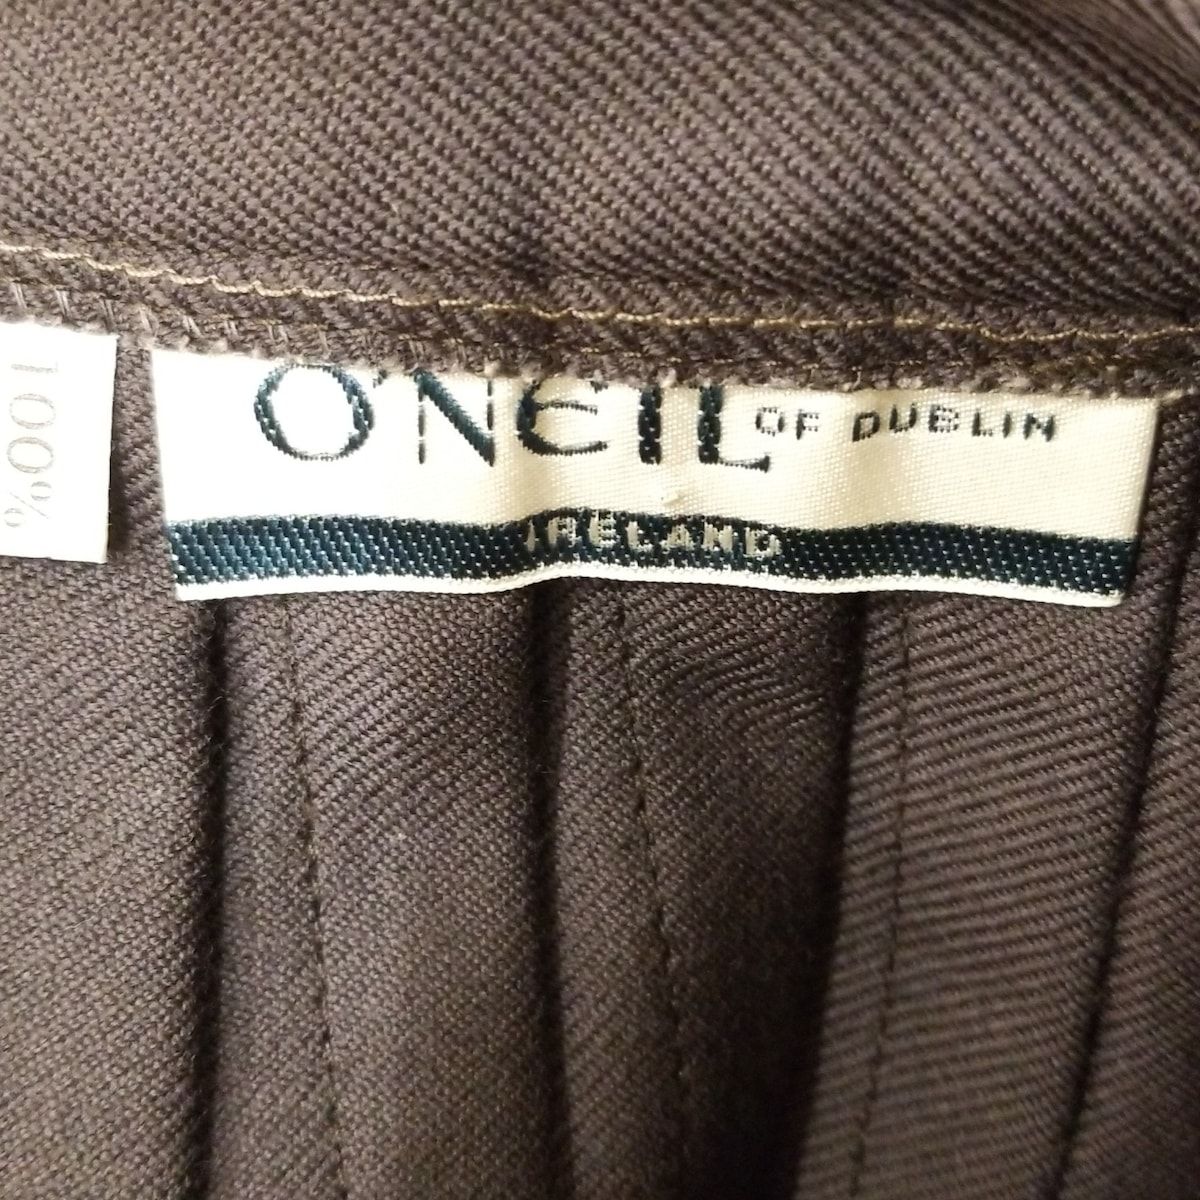 O'NEIL OF DUBLIN
IRELAND
100%